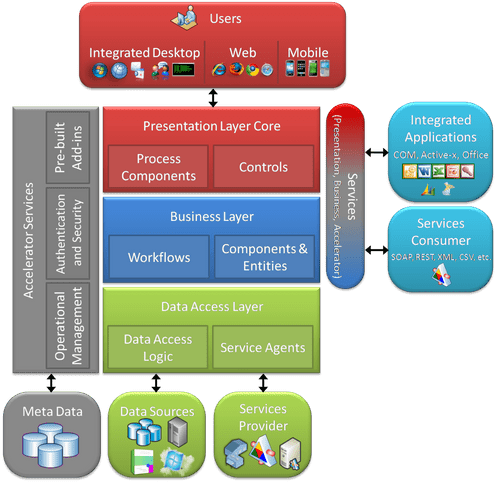 Users
Integrated Desktop
Web
Mobile
Accelerator Services
Pre-built
Add-ins
Authentication
and Security
Operational
Management
Presentation Layer Core
Process
Components
Controls
Business Layer
Workflows
Components &
Entities
Data Access Layer
Data Access
Logic
Service Agents
Services
(Presentation, Business, Accelerator)
Integrated
Applications
COM, Active-x, Office
Services
Consumer
SOAP, REST, XML, CSV, etc.
Meta Data
Data Sources
Services
Provider